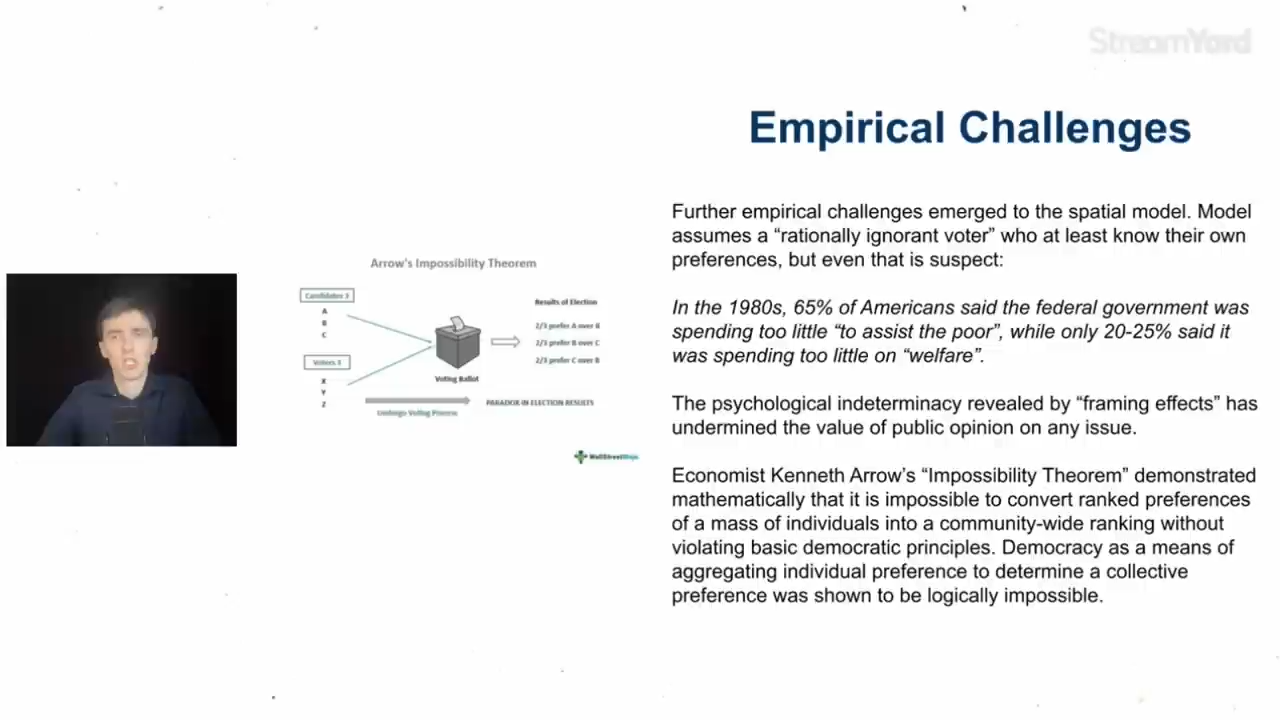 StreamYard
Empirical Challenges
Further empirical challenges emerged to the spatial model. Model
assumes a “rationally ignorant voter” who at least know their own
preferences, but even that is suspect:
In the 1980s, 65% of Americans said the federal government was
spending too little “to assist the poor”, while only 20-25% said it
was spending too little on “welfare”.
The psychological indeterminacy revealed by “framing effects” has
undermined the value of public opinion on any issue.
Economist Kenneth Arrow’s “Impossibility Theorem” demonstrated
mathematically that it is impossible to convert ranked preferences
of a mass of individuals into a community-wide ranking without
violating basic democratic principles. Democracy as a means of
aggregating individual preference to determine a collective
preference was shown to be logically impossible.
Arrow's Impossibility Theorem
Candidates 3
A
B
C
Voters 3
X
Y
Z
Voting Ballot
Undergo Voting Process
Results of Election
2/3 prefer A over B
2/3 prefer B over C
2/3 prefer C over B
PARADOX IN ELECTION RESULTS
WallStreetMojo